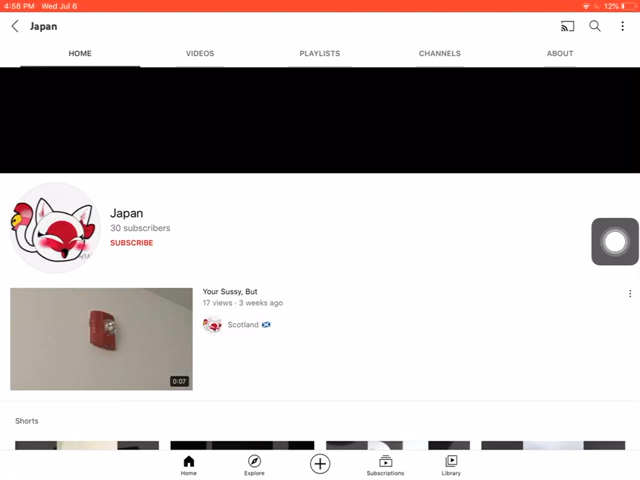 4:58 PM Wed Jul 6 12%
Japan
HOME VIDEOS PLAYLISTS CHANNELS ABOUT
Japan
30 subscribers
SUBSCRIBE
Your Sussy, But
17 views · 3 weeks ago
Scotland 🏴󠁧󠁢󠁳󠁣󠁴󠁿
0:07
Shorts
Home Explore Subscriptions Library